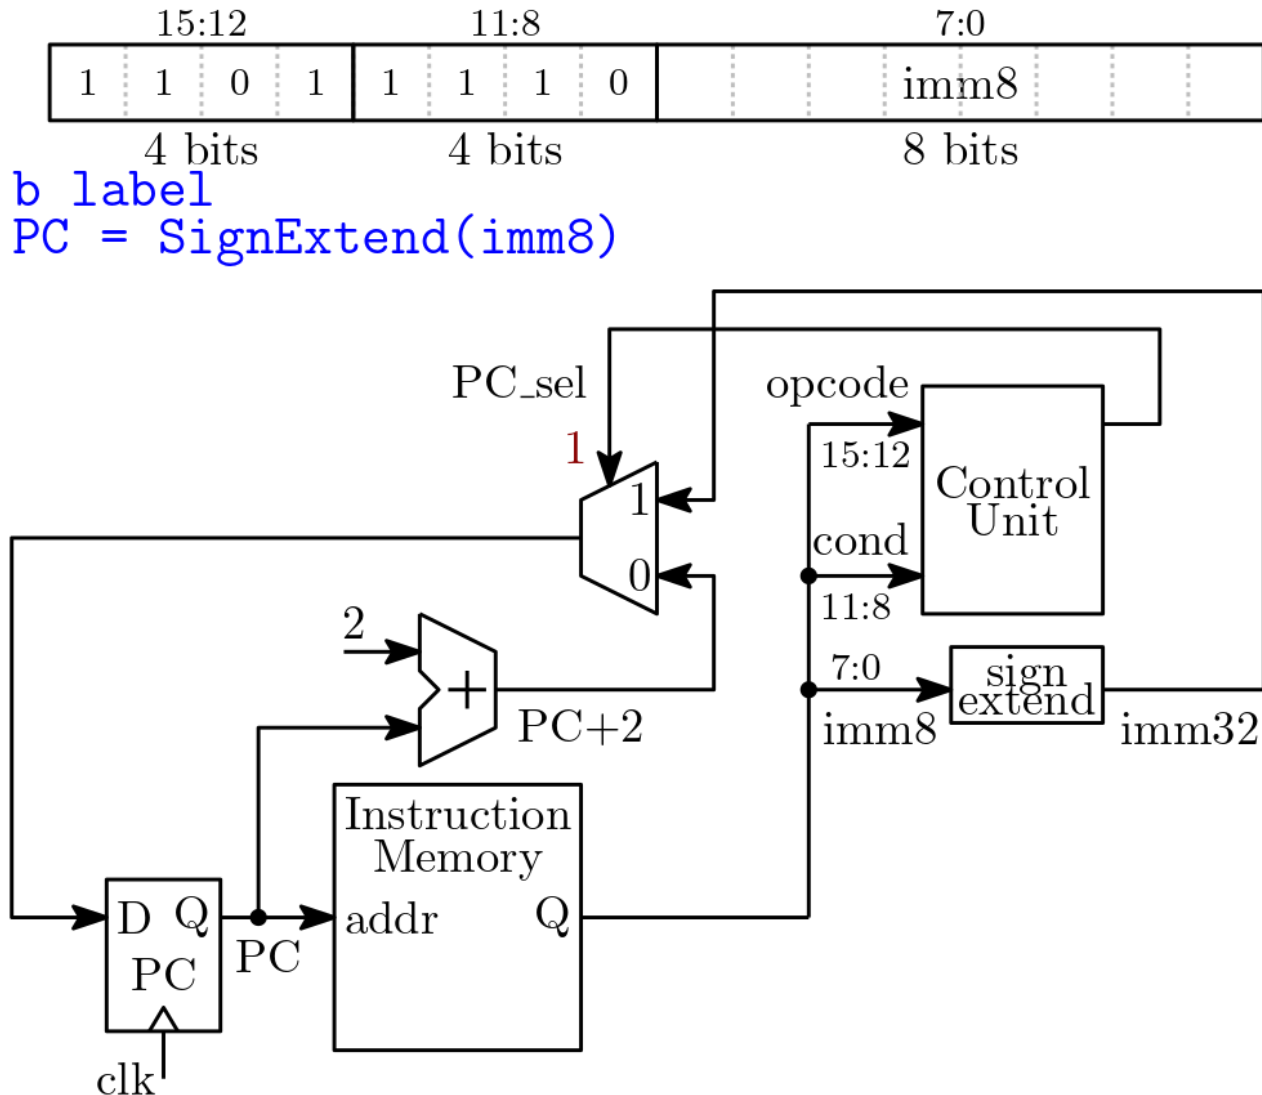 15:12 11:8 7:0
1 1 0 1 1 1 1 0 imm8
4 bits 4 bits 8 bits
b label
PC = SignExtend(imm8)
PC_sel
opcode
1
15:12
1
Control
Unit
cond
0
11:8
2
7:0
sign
extend
+
PC+2
imm8
imm32
Instruction
Memory
D Q
addr
Q
PC
PC
clk